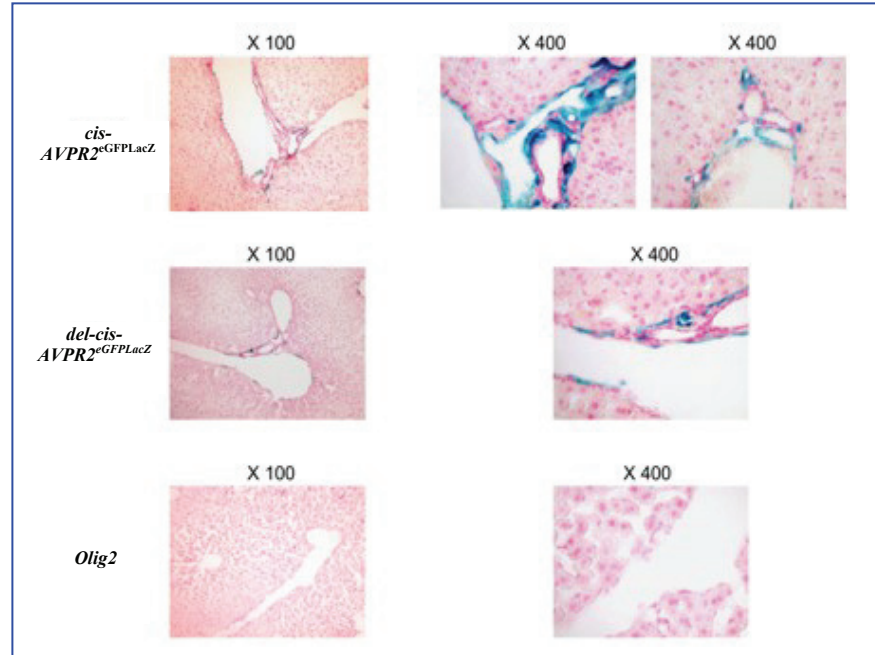 X 100 X 400 X 400
cis-
AVPR2eGFPLacZ
X 100 X 400
del-cis-
AVPR2eGFPLacZ
X 100 X 400
Olig2